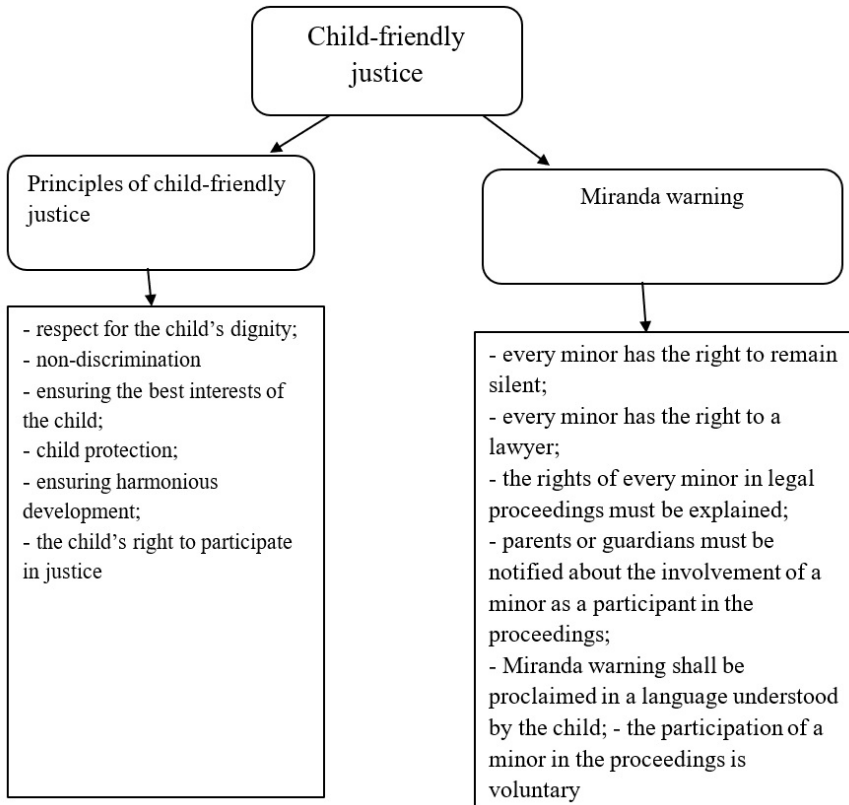 Child-friendly
justice
Principles of child-friendly
justice
Miranda warning
- respect for the child’s dignity;
- non-discrimination
- ensuring the best interests of
the child;
- child protection;
- ensuring harmonious
development;
- the child’s right to participate
in justice
- every minor has the right to remain
silent;
- every minor has the right to a
lawyer;
- the rights of every minor in legal
proceedings must be explained;
- parents or guardians must be
notified about the involvement of a
minor as a participant in the
proceedings;
- Miranda warning shall be
proclaimed in a language understood
by the child; - the participation of a
minor in the proceedings is
voluntary